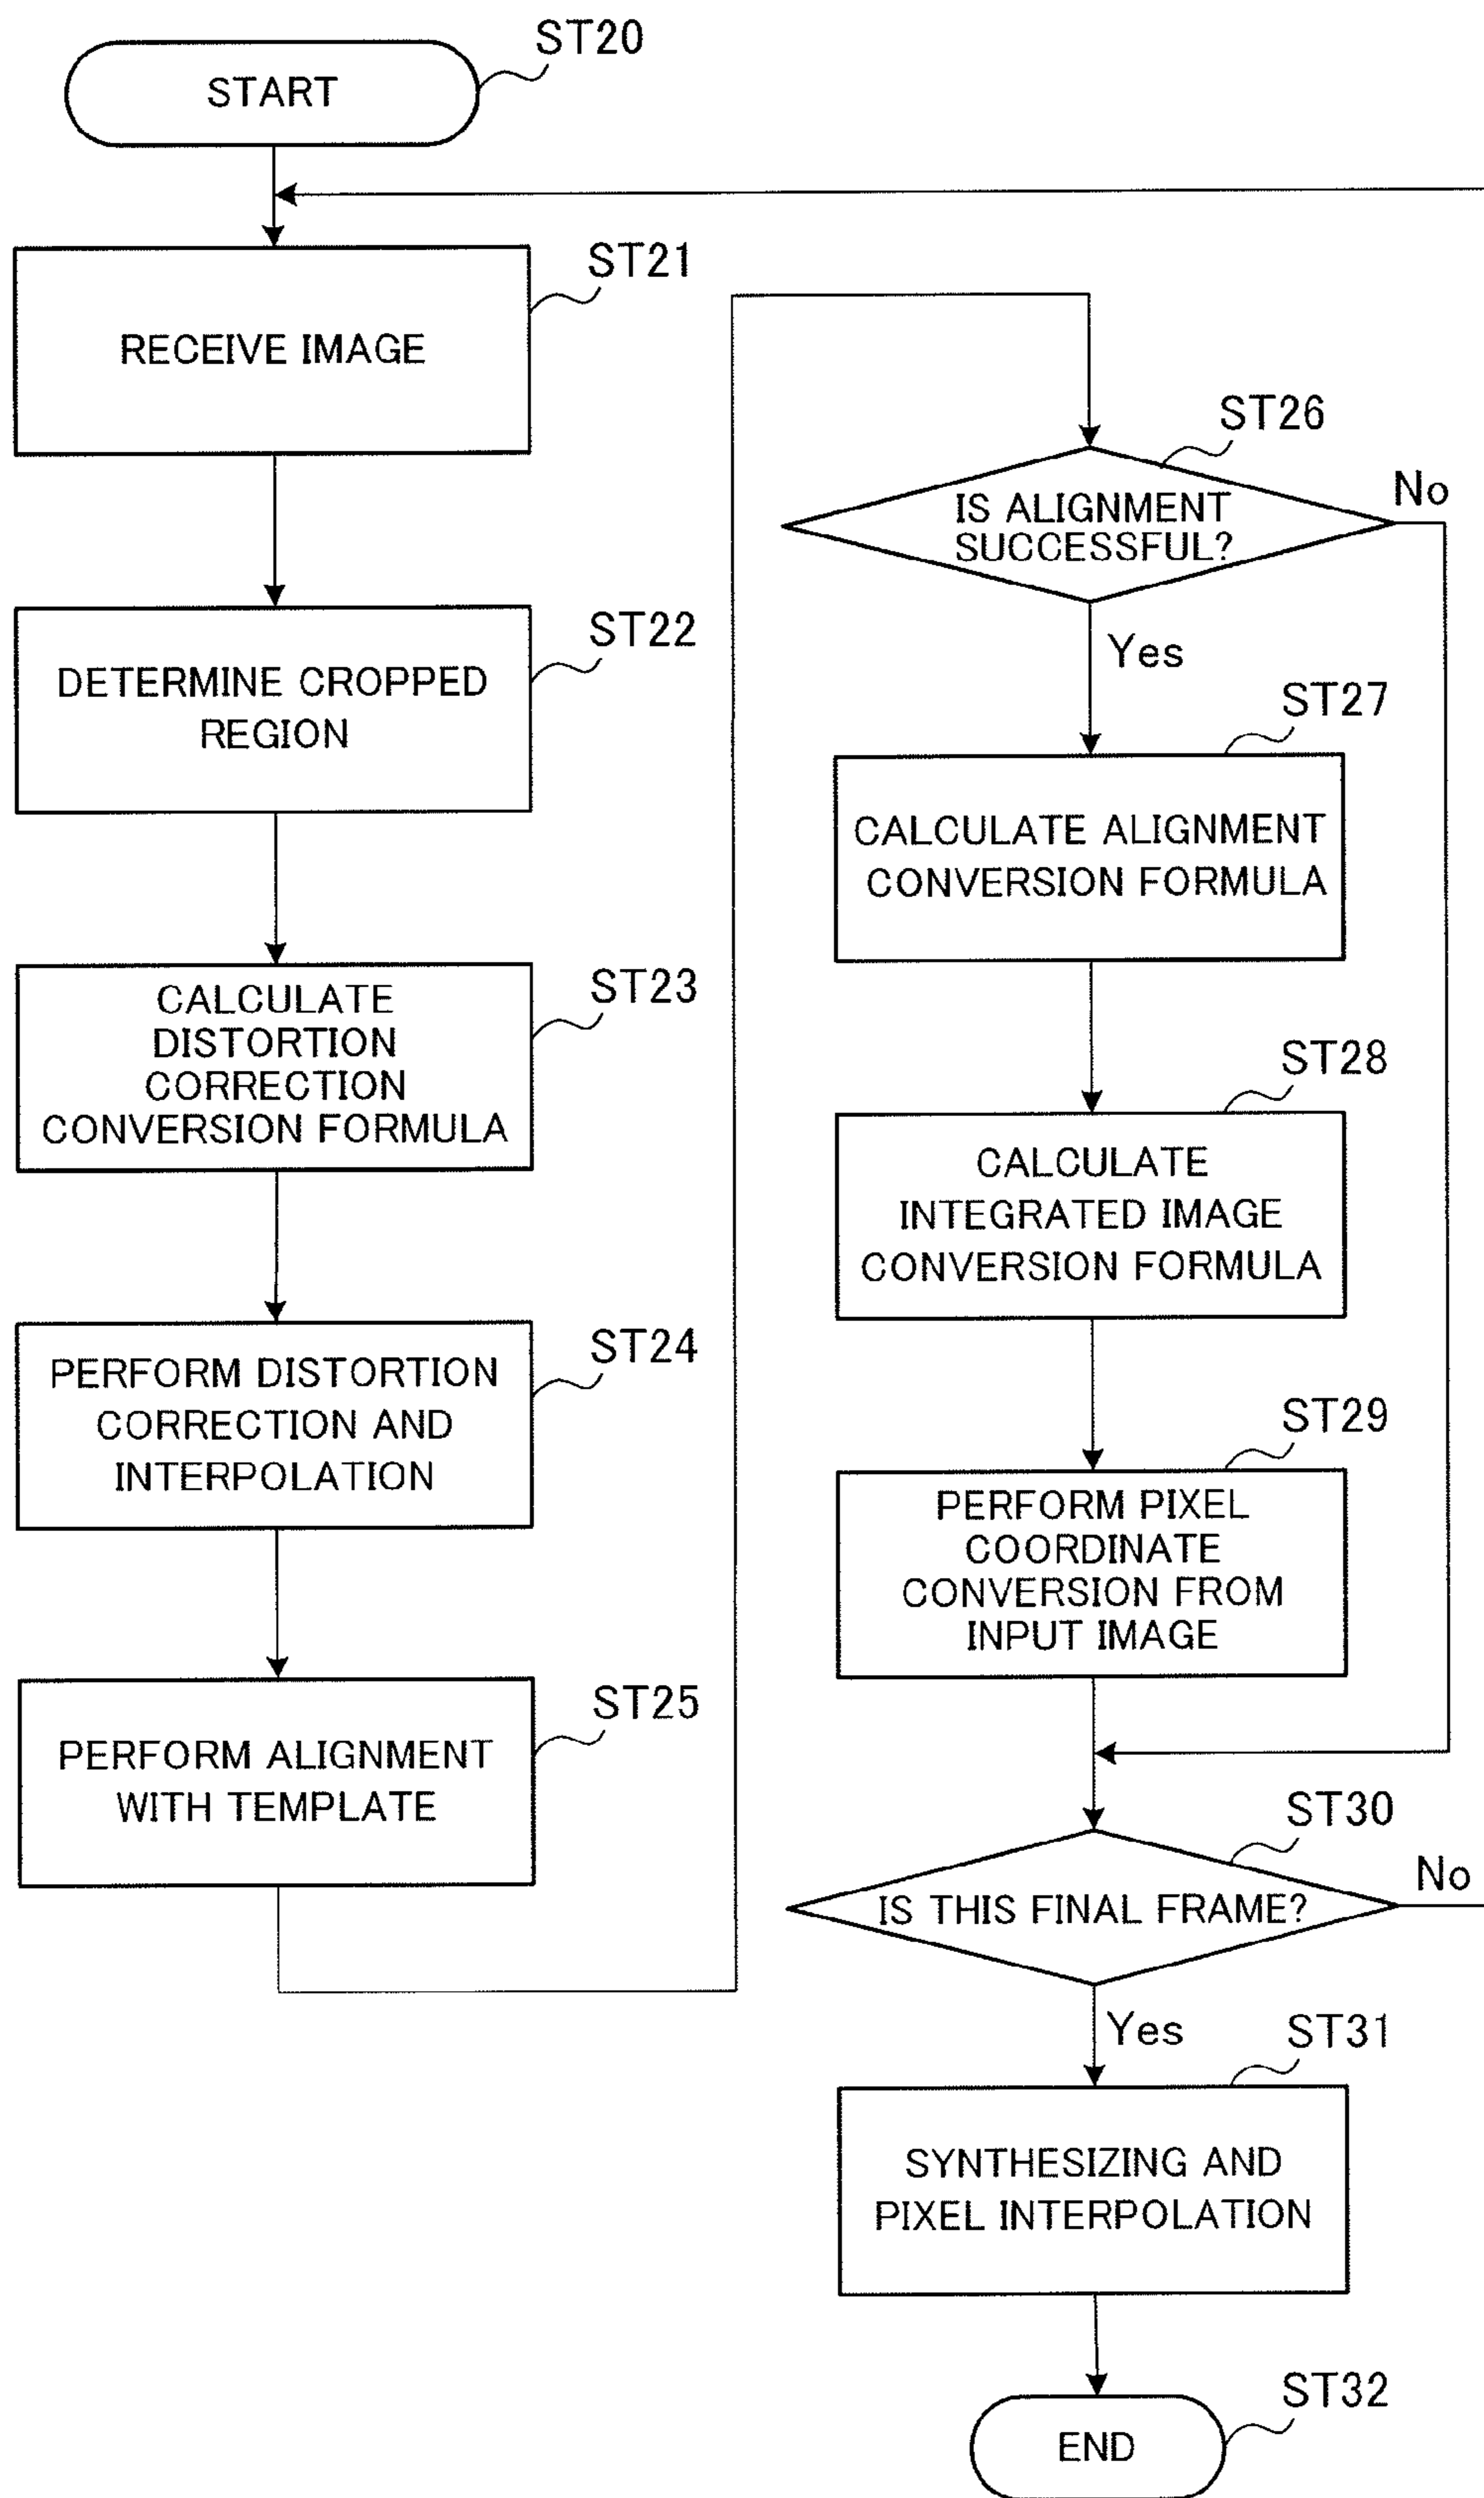 ST20
START
ST21
RECEIVE IMAGE
ST22
DETERMINE CROPPED
REGION
ST23
CALCULATE
DISTORTION
CORRECTION
CONVERSION FORMULA
ST24
PERFORM DISTORTION
CORRECTION AND
INTERPOLATION
ST25
PERFORM ALIGNMENT
WITH TEMPLATE
ST26
IS ALIGNMENT
SUCCESSFUL?
No
Yes
ST27
CALCULATE ALIGNMENT
CONVERSION FORMULA
ST28
CALCULATE
INTEGRATED IMAGE
CONVERSION FORMULA
ST29
PERFORM PIXEL
COORDINATE
CONVERSION FROM
INPUT IMAGE
ST30
IS THIS FINAL FRAME?
No
Yes
ST31
SYNTHESIZING AND
PIXEL INTERPOLATION
ST32
END